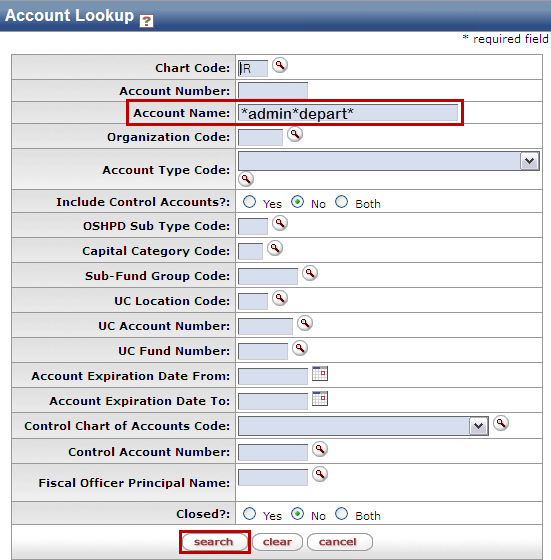 Account Lookup ?
* required field
Chart Code: IR
Account Number:
Account Name: *admin*depart*
Organization Code:
Account Type Code:
Include Control Accounts?: Yes No Both
OSHPD Sub Type Code:
Capital Category Code:
Sub-Fund Group Code:
UC Location Code:
UC Account Number:
UC Fund Number:
Account Expiration Date From:
Account Expiration Date To:
Control Chart of Accounts Code:
Control Account Number:
Fiscal Officer Principal Name:
Closed?: Yes No Both
search clear cancel